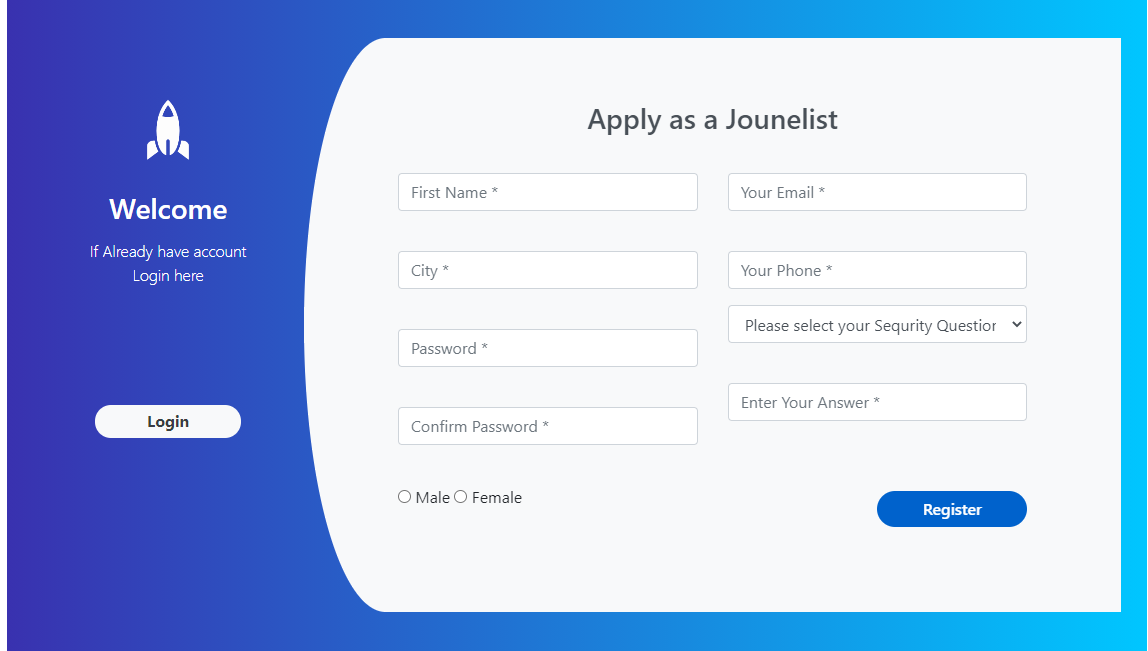 Welcome
If Already have account
Login here
Login
Apply as a Jounelist
First Name *
Your Email *
City *
Your Phone *
Password *
Please select your Sequrity Question
Confirm Password *
Enter Your Answer *
Male
Female
Register